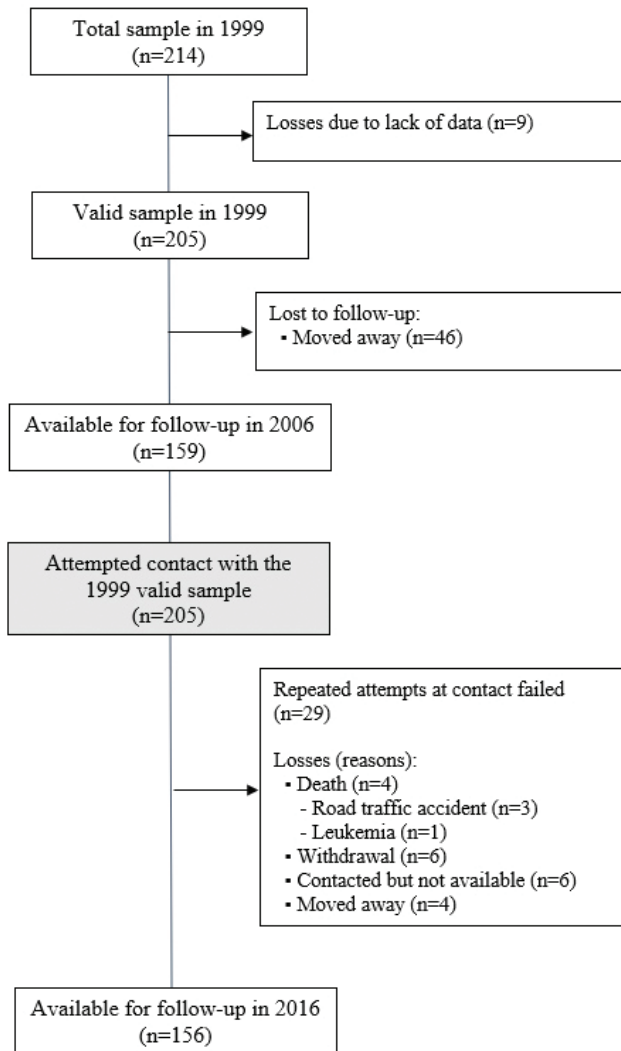 Total sample in 1999
(n=214)
Losses due to lack of data (n=9)
Valid sample in 1999
(n=205)
Lost to follow-up:
▪ Moved away (n=46)
Available for follow-up in 2006
(n=159)
Attempted contact with the
1999 valid sample
(n=205)
Repeated attempts at contact failed
(n=29)
Losses (reasons):
▪ Death (n=4)
- Road traffic accident (n=3)
- Leukemia (n=1)
▪ Withdrawal (n=6)
▪ Contacted but not available (n=6)
▪ Moved away (n=4)
Available for follow-up in 2016
(n=156)